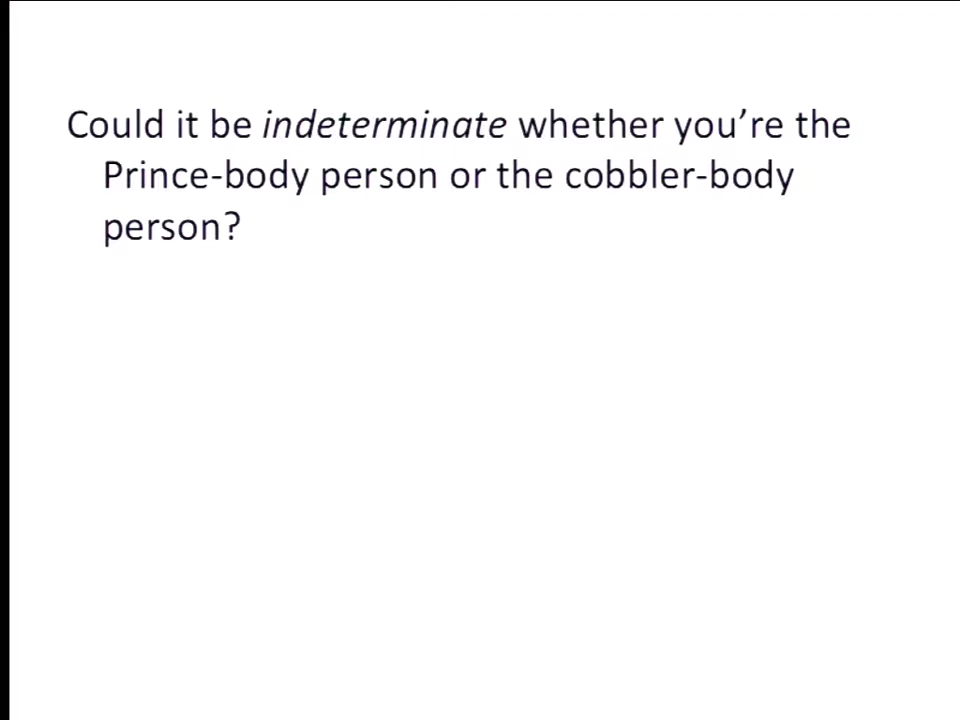 Could it be indeterminate whether you’re the
Prince-body person or the cobbler-body
person?